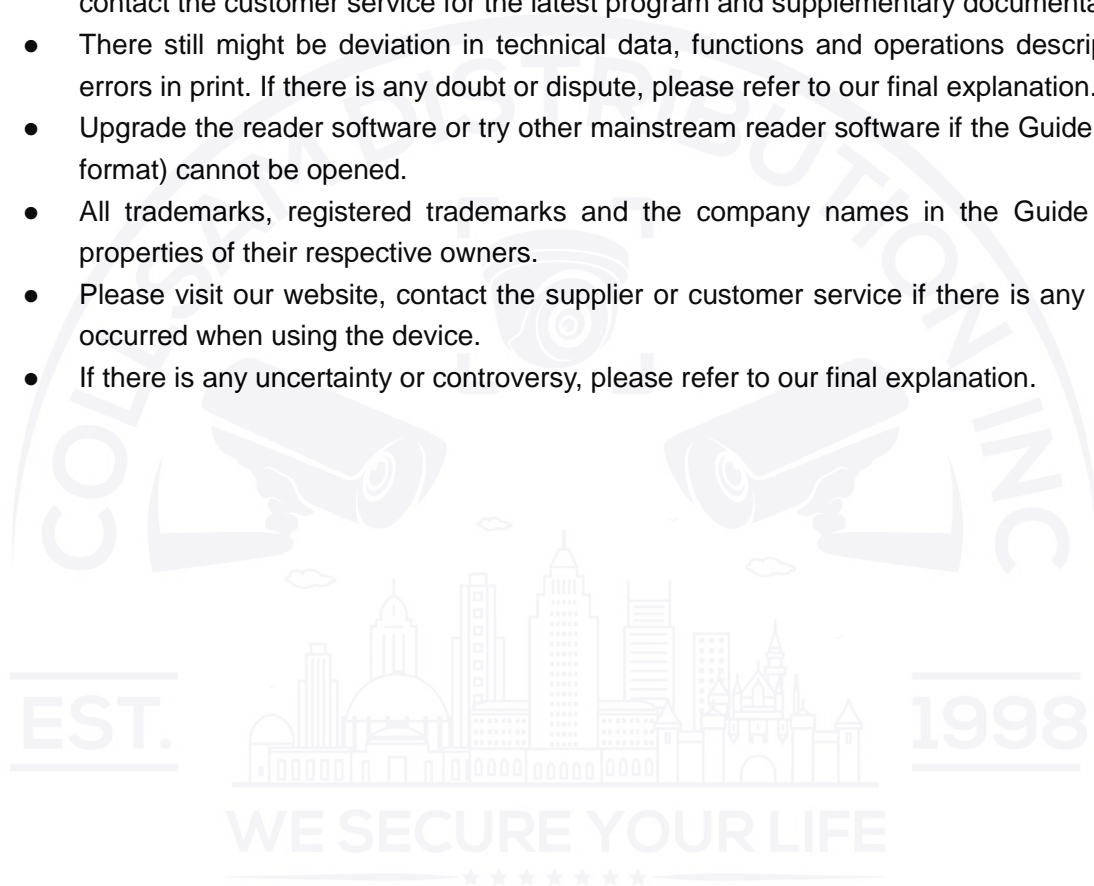 contact the customer service for the latest program and supplementary documenta
● There still might be deviation in technical data, functions and operations descrip
errors in print. If there is any doubt or dispute, please refer to our final explanation.
● Upgrade the reader software or try other mainstream reader software if the Guide
format) cannot be opened.
● All trademarks, registered trademarks and the company names in the Guide
properties of their respective owners.
● Please visit our website, contact the supplier or customer service if there is any
occurred when using the device.
● If there is any uncertainty or controversy, please refer to our final explanation.
COLSAM DISTRIBUTION INC
EST. 1998
WE SECURE YOUR LIFE